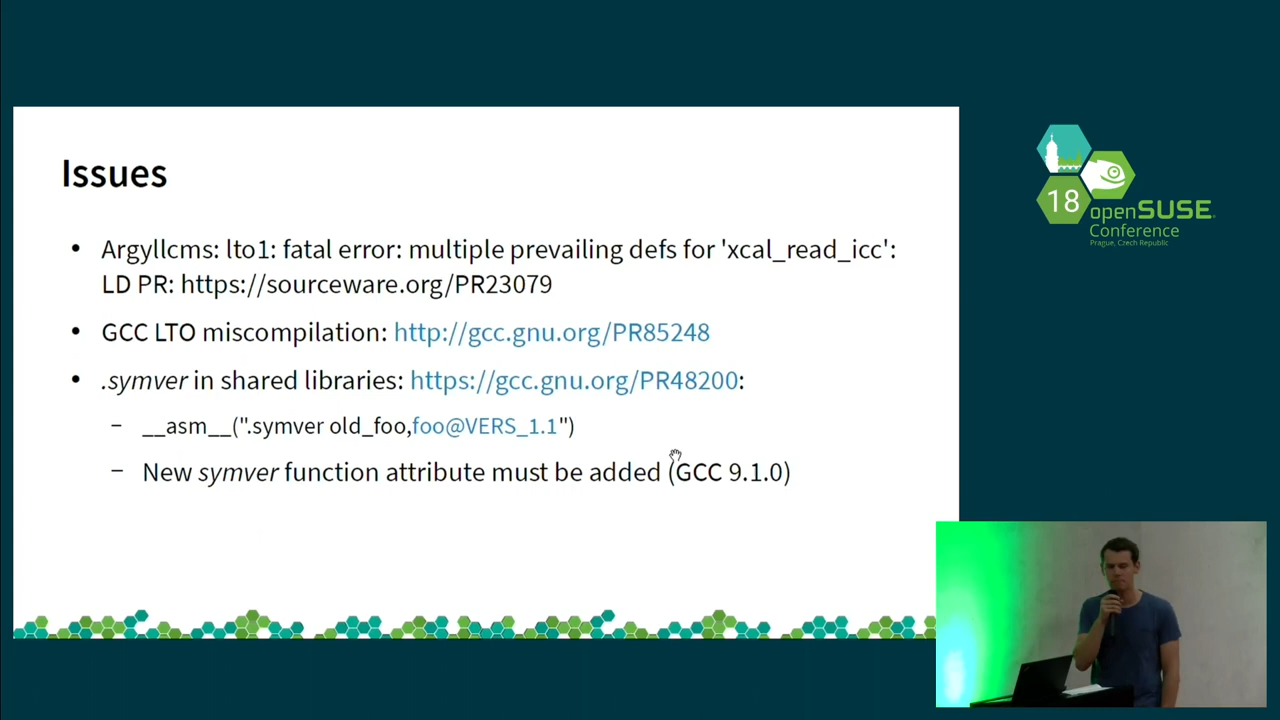 Issues
• Argyllcms: lto1: fatal error: multiple prevailing defs for 'xcal_read_icc':
LD PR: https://sourceware.org/PR23079
• GCC LTO miscompilation: http://gcc.gnu.org/PR85248
• .symver in shared libraries: https://gcc.gnu.org/PR48200:
– __asm__(".symver old_foo,foo@VERS_1.1")
– New symver function attribute must be added (GCC 9.1.0)
18
openSUSE
Conference
Prague, Czech Republic